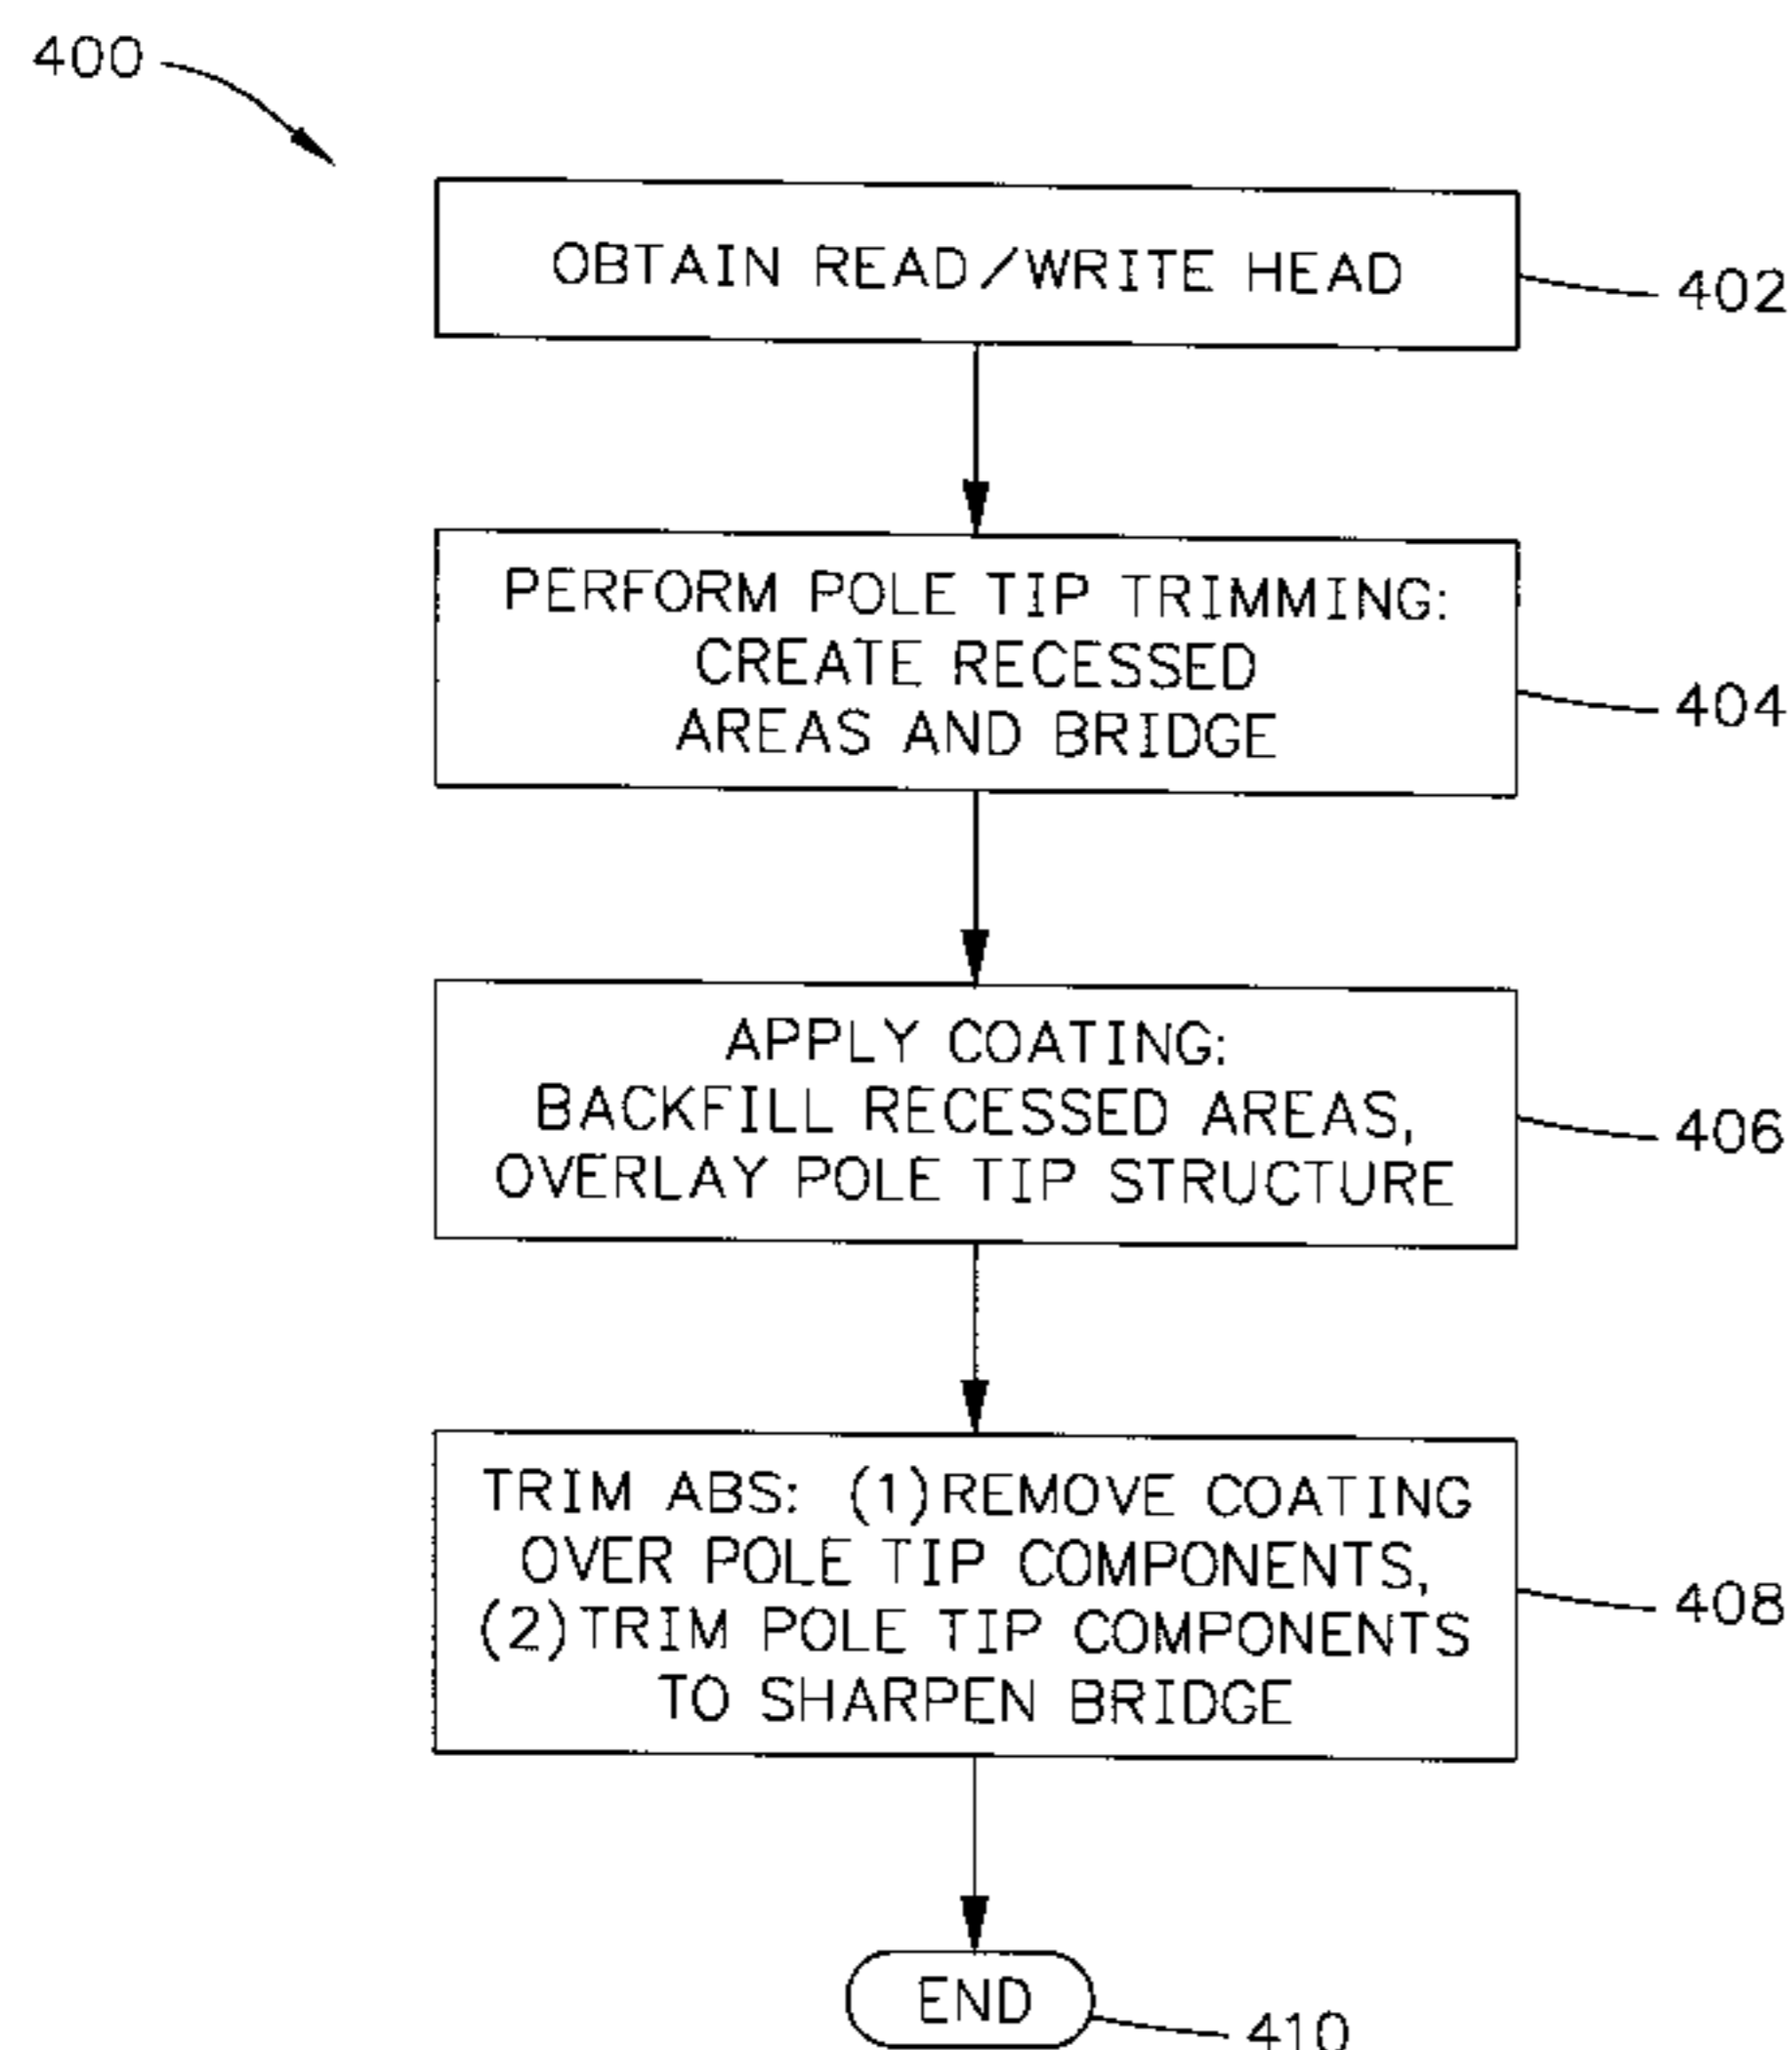 400
OBTAIN READ/WRITE HEAD
402
PERFORM POLE TIP TRIMMING:
CREATE RECESSED
AREAS AND BRIDGE
404
APPLY COATING:
BACKFILL RECESSED AREAS,
OVERLAY POLE TIP STRUCTURE
406
TRIM ABS: (1)REMOVE COATING
OVER POLE TIP COMPONENTS,
(2)TRIM POLE TIP COMPONENTS
TO SHARPEN BRIDGE
408
END
410